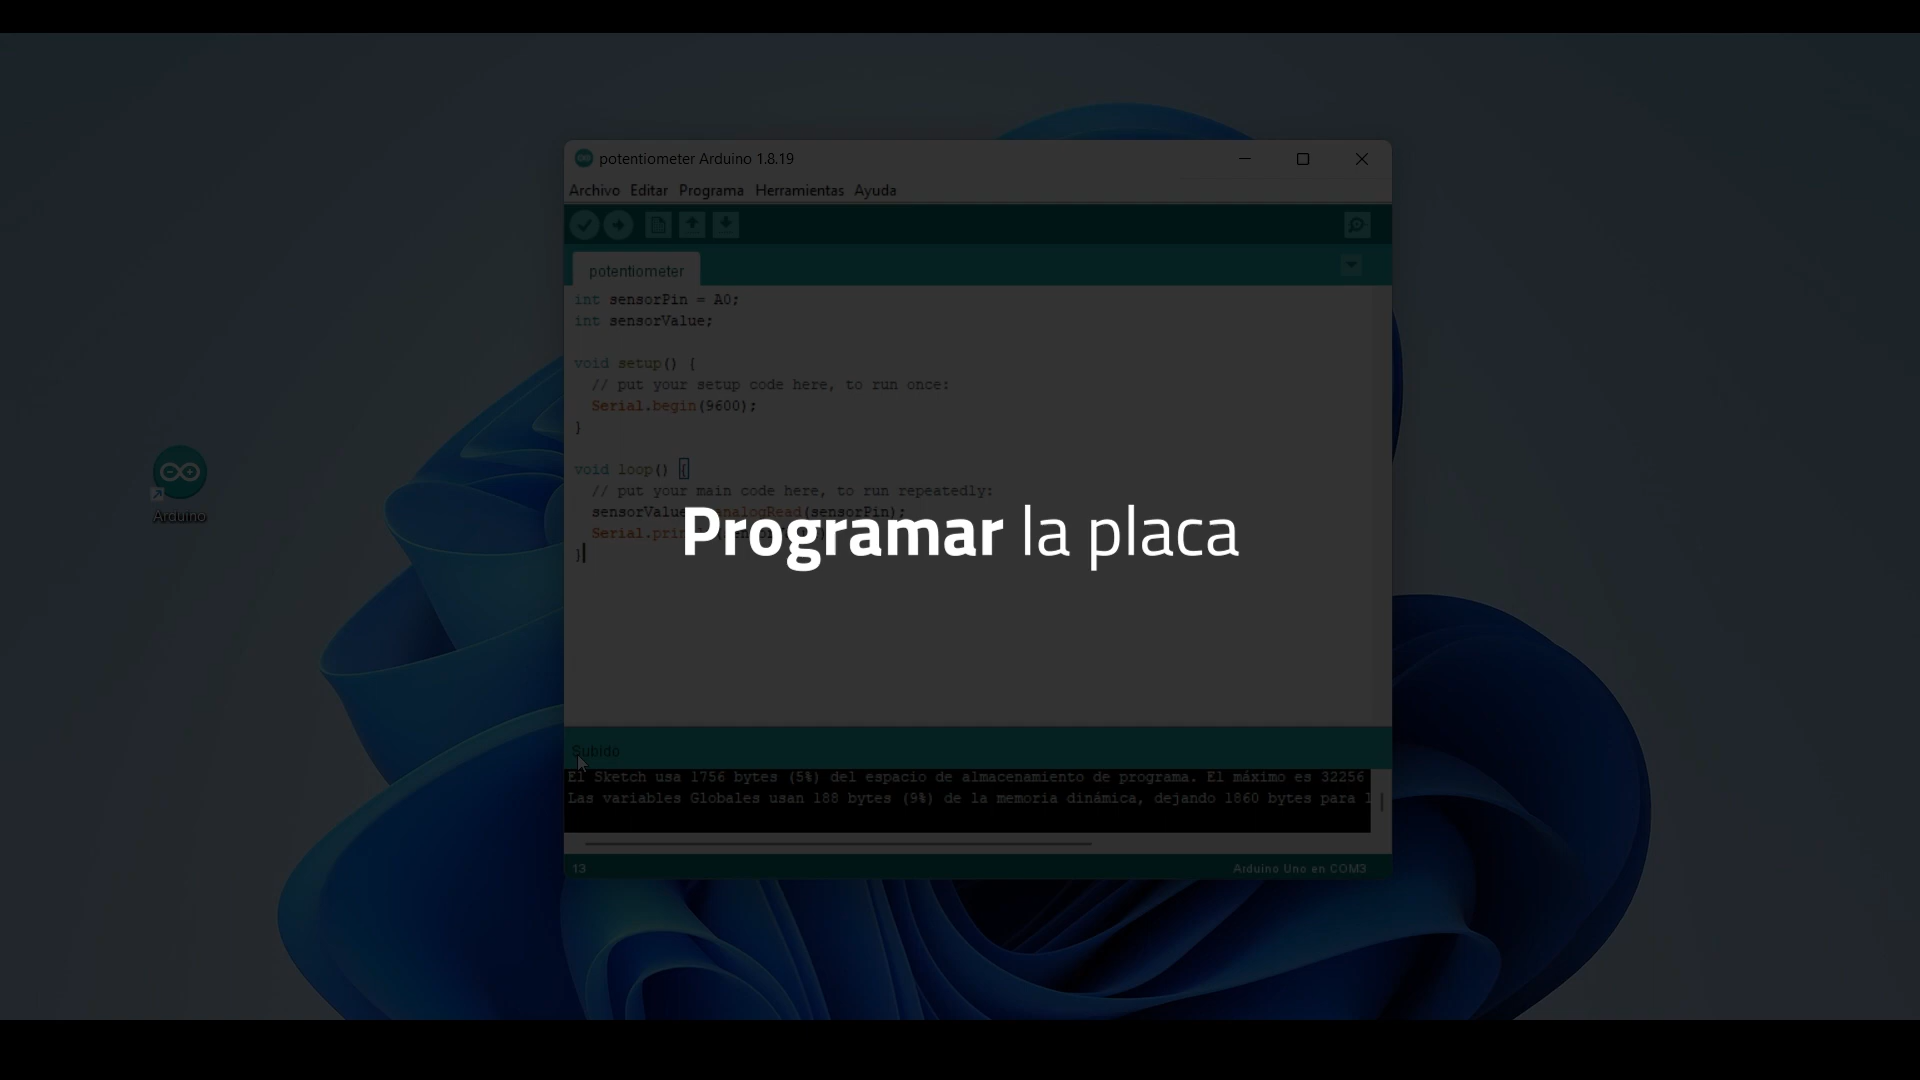 potentiometer Arduino 1.8.19
Archivo Editar Programa Herramientas Ayuda
potentiometer
int sensorPin = A0;
int sensorValue;
void setup() {
// put your setup code here, to run once:
Serial.begin(9600);
}
void loop() {
// put your main code here, to run repeatedly:
sensorValue analogRead(sensorPin);
Serial.prin
}
Programar la placa
Arduino
Subido
El Sketch usa 1756 bytes (5%) del espacio de almacenamiento de programa. El máximo es 32256
Las variables Globales usan 188 bytes (9%) de la memoria dinámica, dejando 1860 bytes para l
13
Arduino Uno en COM3